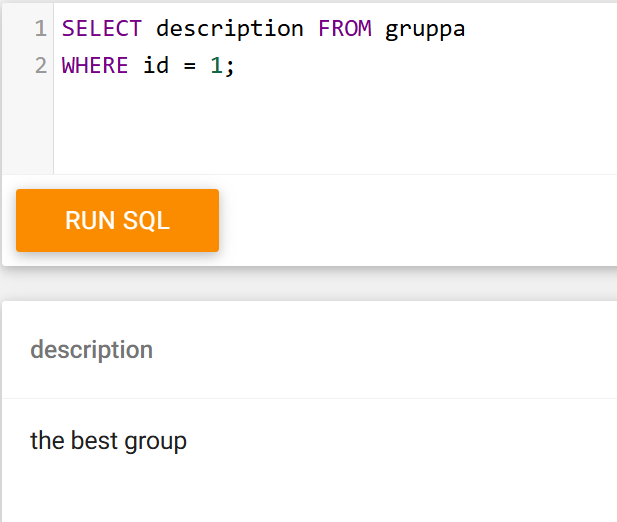 1 SELECT description FROM gruppa
2 WHERE id = 1;
RUN SQL
description
the best group